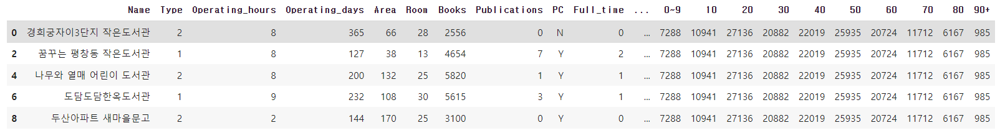 Name Type Operating_hours Operating_days Area Room Books Publications PC Full_time ... 0~9 10 20 30 40 50 60 70 80 90+
0 경희궁자이3단지 작은도서관 2 8 365 66 28 2556 0 N 0 ... 7288 10941 27136 20882 22019 25935 20724 11712 6167 985
2 꿈꾸는 평창동 작은도서관 1 8 127 38 13 4654 7 Y 2 ... 7288 10941 27136 20882 22019 25935 20724 11712 6167 985
4 나무와 열매 어린이 도서관 2 8 200 132 25 5820 1 Y 1 ... 7288 10941 27136 20882 22019 25935 20724 11712 6167 985
6 도담도담한옥도서관 1 9 232 108 30 5615 3 Y 1 ... 7288 10941 27136 20882 22019 25935 20724 11712 6167 985
8 두산아파트 새마을문고 2 2 144 170 25 3100 0 Y 0 ... 7288 10941 27136 20882 22019 25935 20724 11712 6167 985